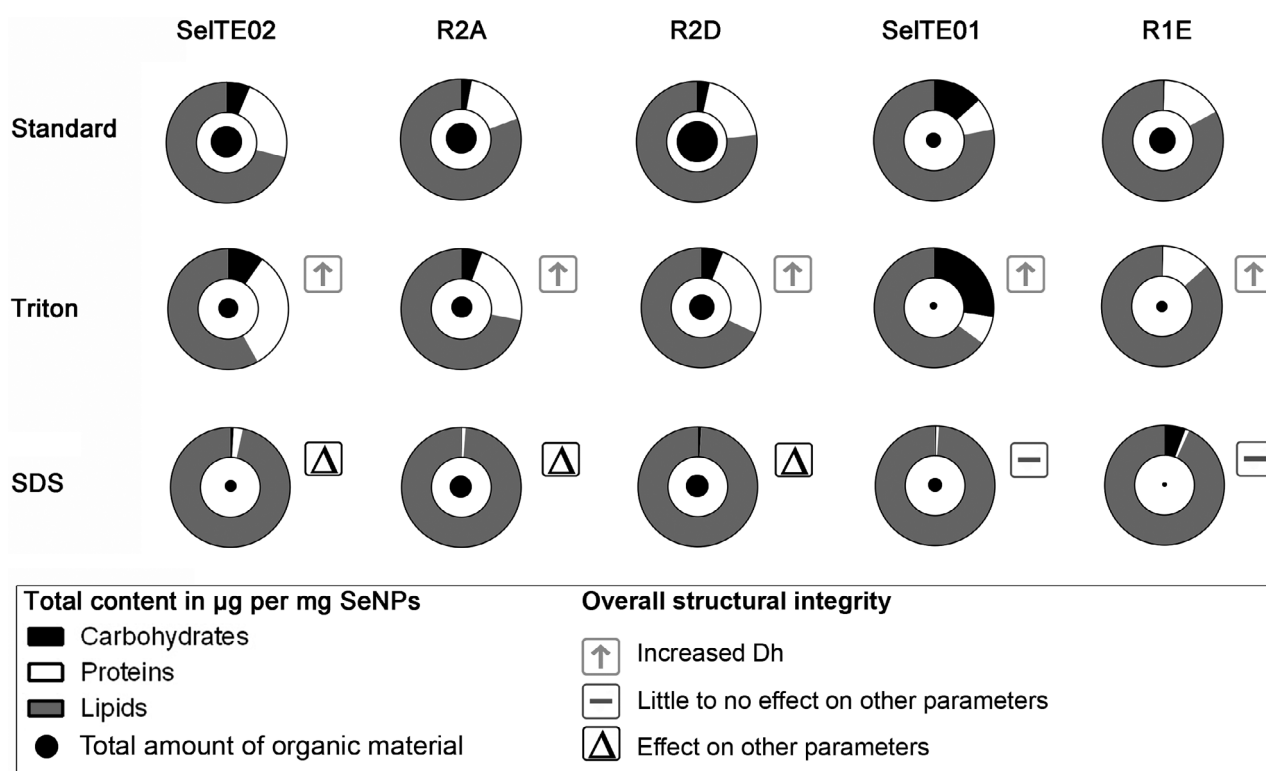 SelTE02 R2A R2D SelTE01 R1E
Standard
Triton
SDS
Total content in µg per mg SeNPs
Carbohydrates
Proteins
Lipids
Total amount of organic material
Overall structural integrity
Increased Dh
Little to no effect on other parameters
Δ Effect on other parameters